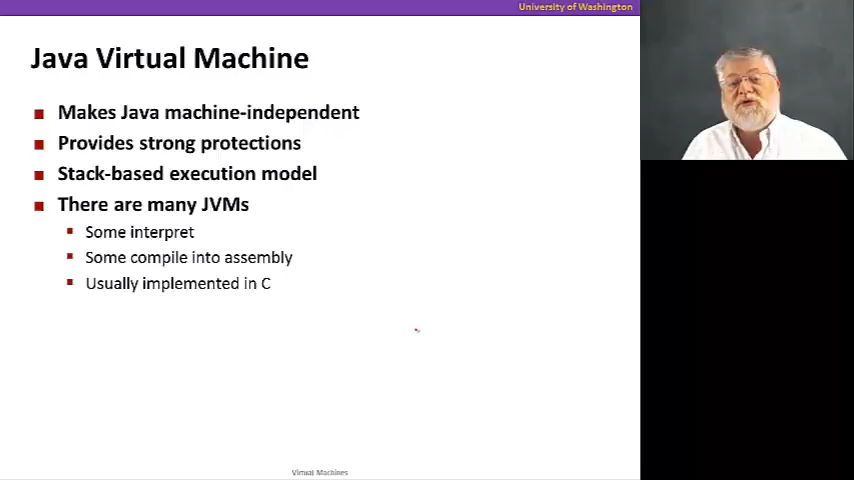 University of Washington
Java Virtual Machine
Makes Java machine-independent
Provides strong protections
Stack-based execution model
There are many JVMs
Some interpret
Some compile into assembly
Usually implemented in C
Virtual Machines